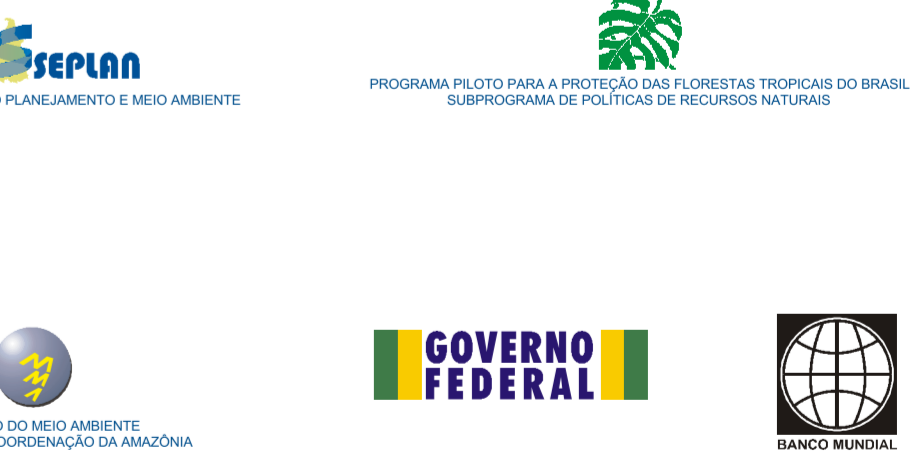 SEPLAN
PLANEJAMENTO E MEIO AMBIENTE
PROGRAMA PILOTO PARA A PROTEÇÃO DAS FLORESTAS TROPICAIS DO BRASIL
SUBPROGRAMA DE POLÍTICAS DE RECURSOS NATURAIS
MMA
O DO MEIO AMBIENTE
OORDENAÇÃO DA AMAZÔNIA
GOVERNO
FEDERAL
BANCO MUNDIAL